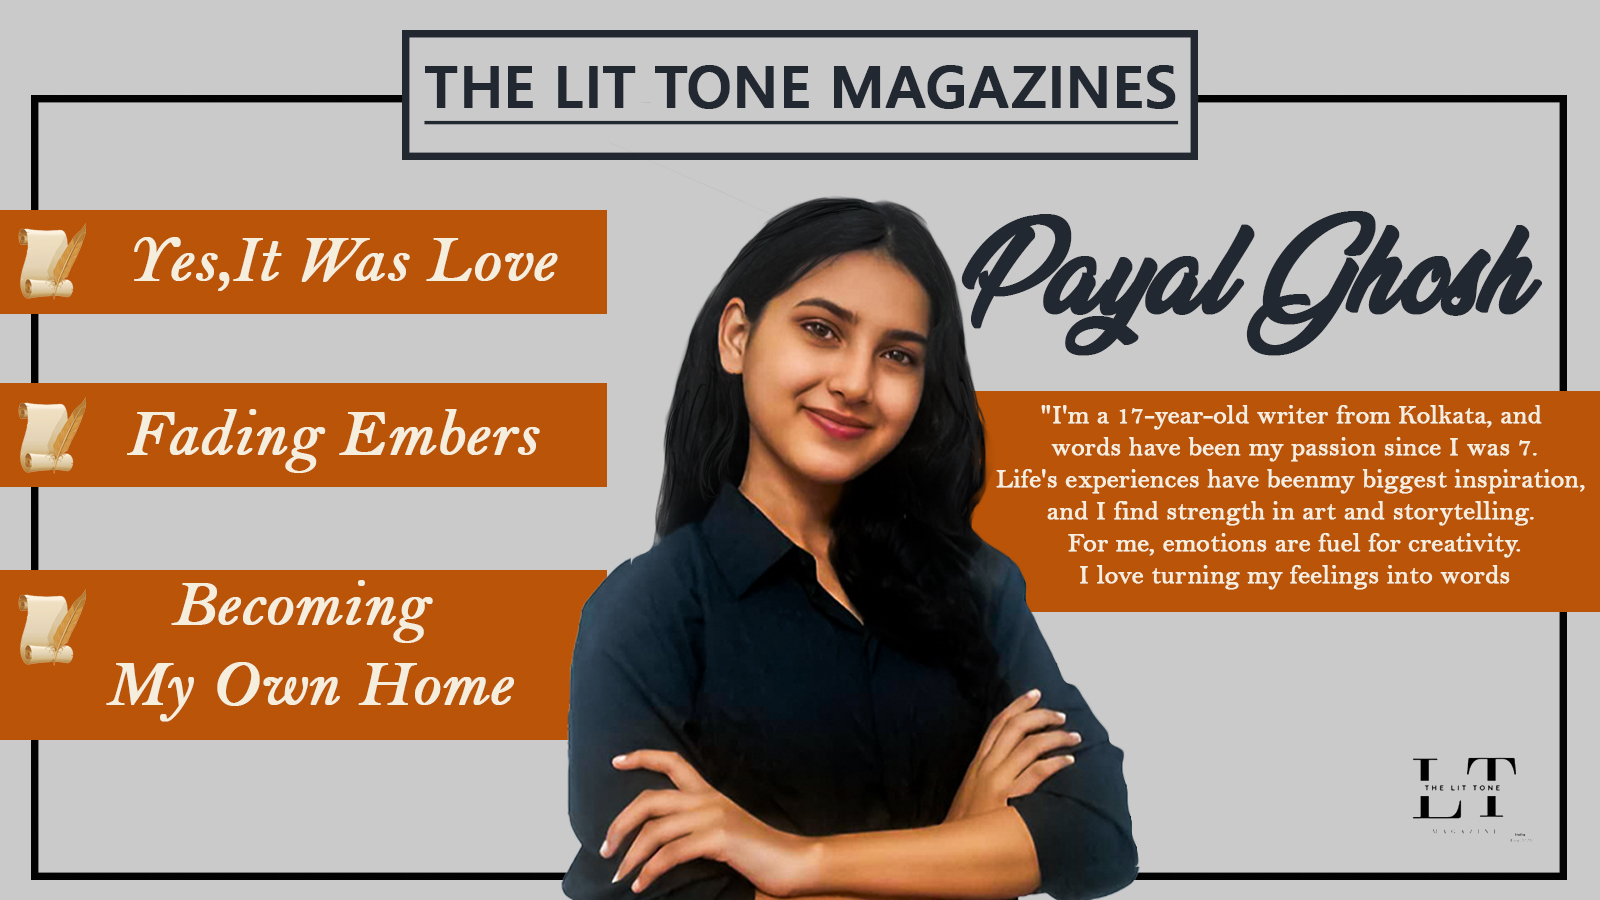 THE LIT TONE MAGAZINES
Yes,It Was Love
Fading Embers
Becoming
My Own Home
Payal Ghosh
"I'm a 17-year-old writer from Kolkata, and
words have been my passion since I was 7.
Life's experiences have beenmy biggest inspiration,
and I find strength in art and storytelling.
For me, emotions are fuel for creativity.
I love turning my feelings into words
LT
THE LIT TONE
MAGAZINE